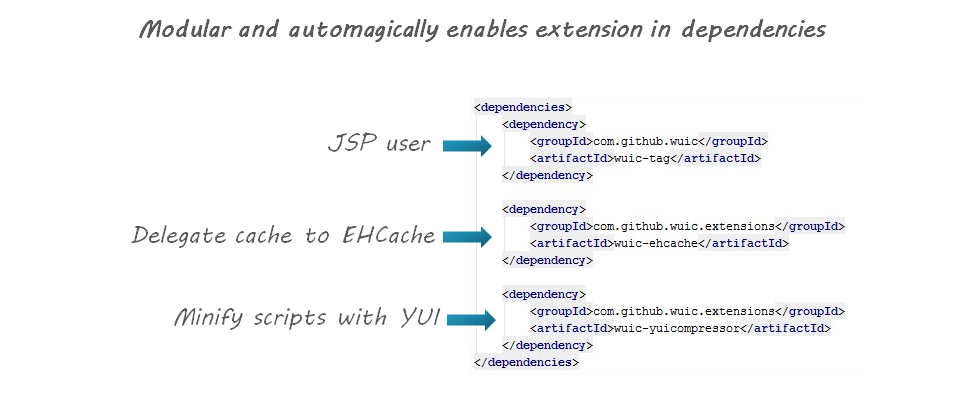 Modular and automagically enables extension in dependencies
<dependencies>
<dependency>
JSP user
<groupId>com.github.wuic</groupId>
<artifactId>wuic-tag</artifactId>
</dependency>
<dependency>
Delegate cache to EHCache
<groupId>com.github.wuic.extensions</groupId>
<artifactId>wuic-ehcache</artifactId>
</dependency>
<dependency>
Minify scripts with YUI
<groupId>com.github.wuic.extensions</groupId>
<artifactId>wuic-yuicompressor</artifactId>
</dependency>
</dependencies>